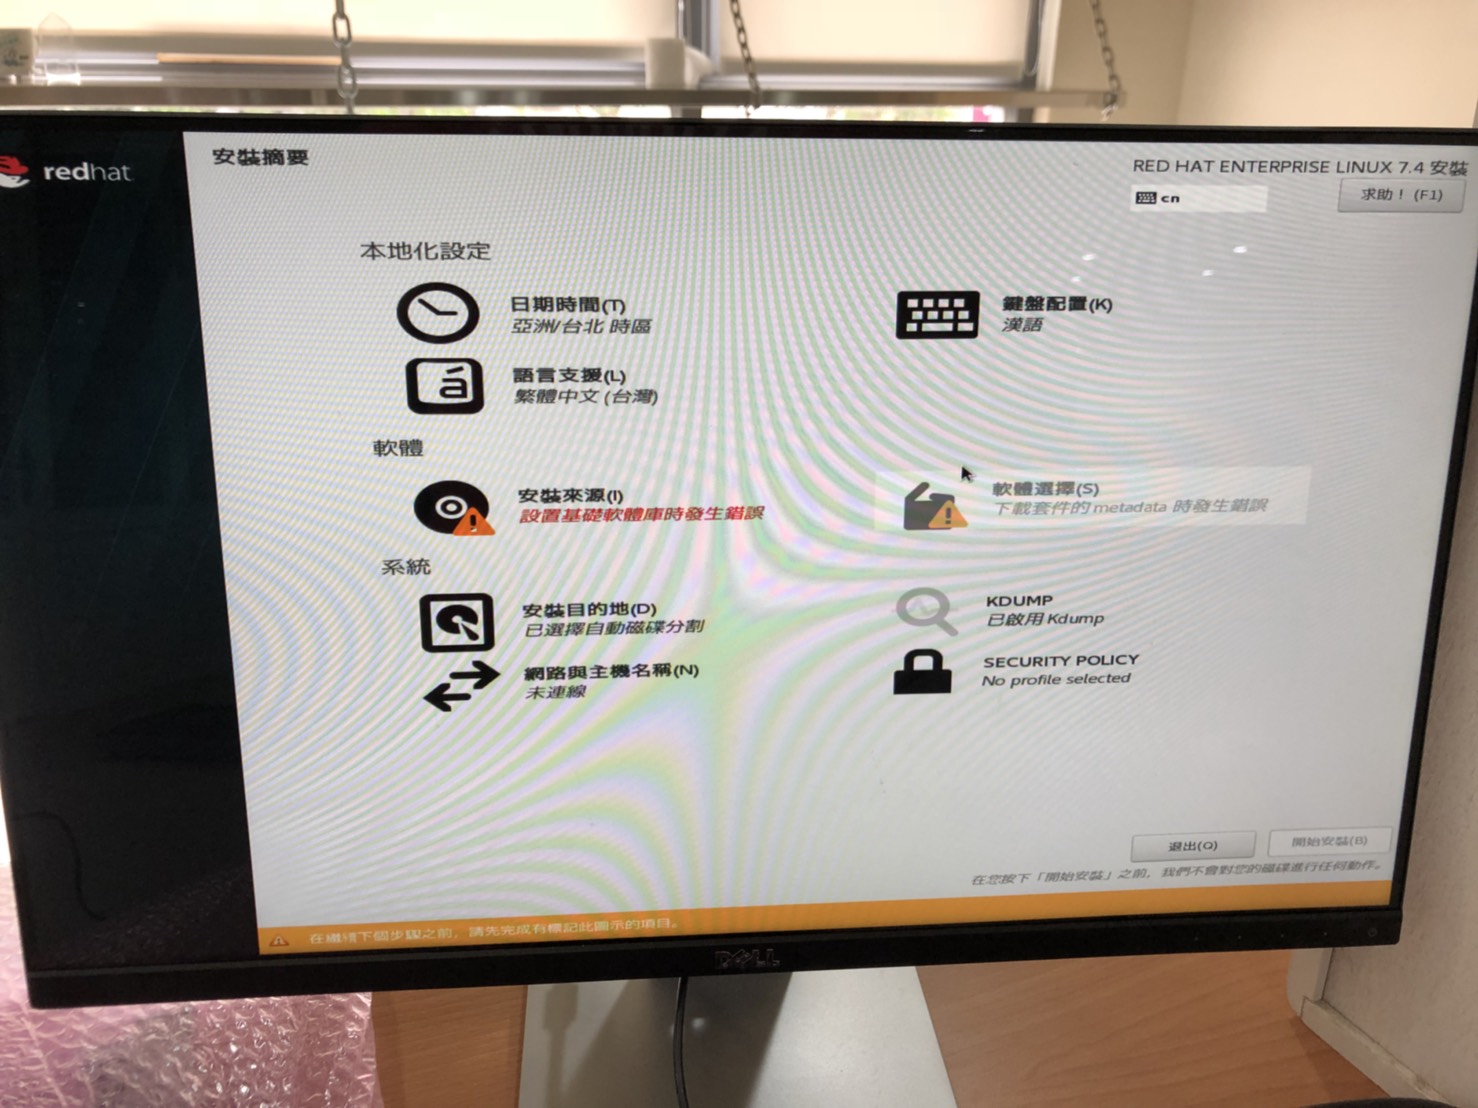 redhat
安裝摘要
RED HAT ENTERPRISE LINUX 7.4 安裝
cn
求助！(F1)
本地化設定
日期時間(T)
亞洲/台北 時區
鍵盤配置(K)
漢語
語言支援(L)
繁體中文 (台灣)
軟體
安裝來源(I)
設置基礎軟體庫時發生錯誤
軟體選擇(S)
下載套件的 metadata 時發生錯誤
系統
安裝目的地(D)
已選擇自動磁碟分割
KDUMP
已啟用 Kdump
網路與主機名稱(N)
未連線
SECURITY POLICY
No profile selected
退出(Q)
開始安裝(B)
在您按下「開始安裝」之前，我們不會對您的磁碟進行任何動作。
在繼續下個步驟之前，請先完成有標記此圖示的項目。
DELL